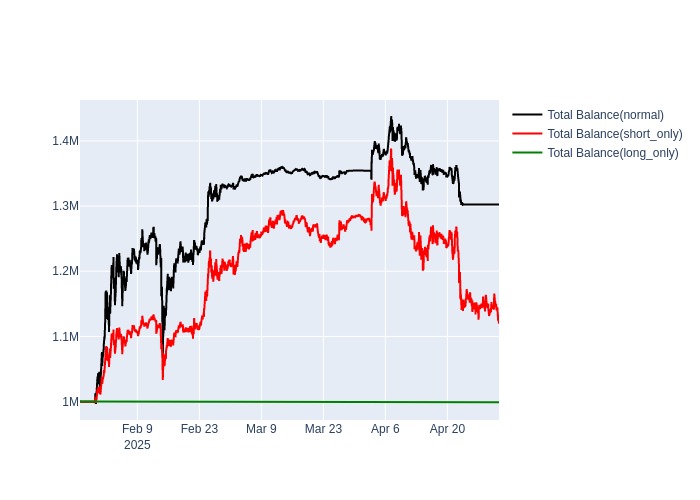 Total Balance(normal)
Total Balance(short_only)
Total Balance(long_only)
1.4M
1.3M
1.2M
1.1M
1M
Feb 9 Feb 23 Mar 9 Mar 23 Apr 6 Apr 20
2025